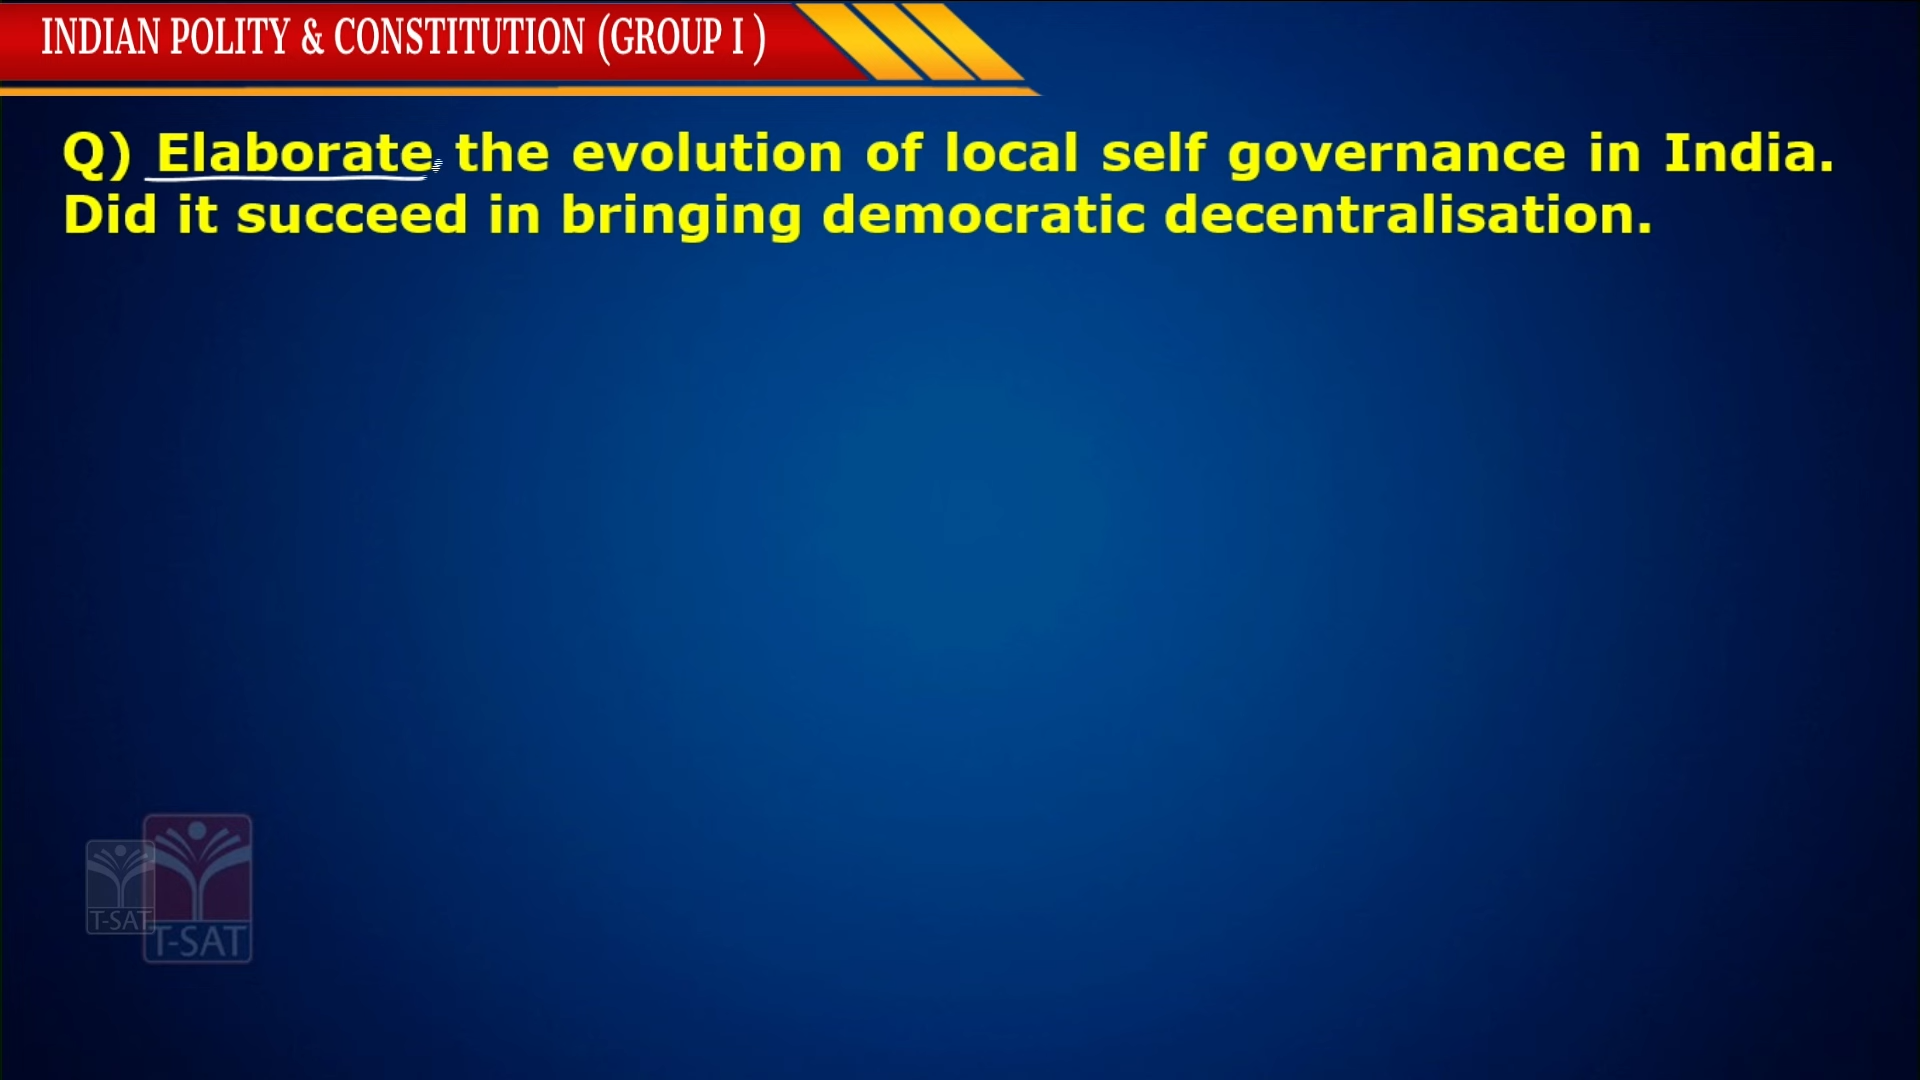 INDIAN POLITY & CONSTITUTION (GROUP I )
Q) Elaborate the evolution of local self governance in India.
Did it succeed in bringing democratic decentralisation.
T-SAT
T-SAT